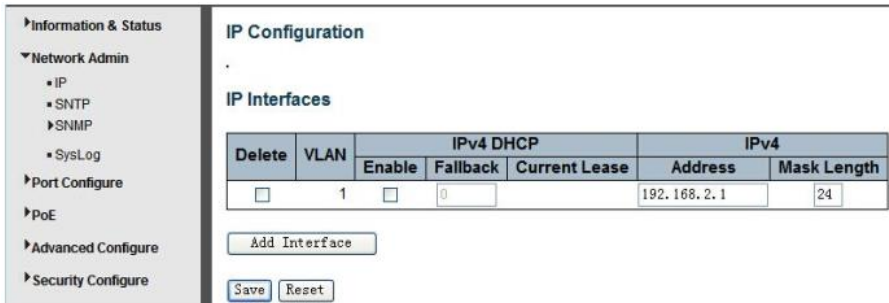 Information & Status
Network Admin
IP
SNTP
SNMP
SysLog
Port Configure
PoE
Advanced Configure
Security Configure
IP Configuration
.
IP Interfaces
Delete VLAN IPv4 DHCP IPv4
Enable Fallback Current Lease Address Mask Length
1 0 192.168.2.1 24
Add Interface
Save Reset